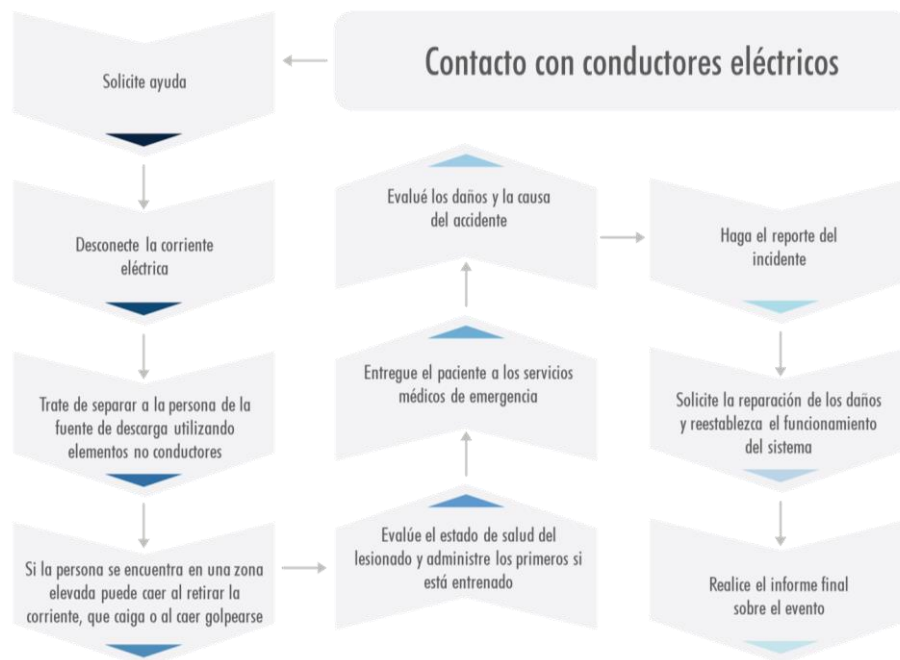 Contacto con conductores eléctricos
Solicite ayuda
Desconecte la corriente
eléctrica
Trate de separar a la persona de la
fuente de descarga utilizando
elementos no conductores
Si la persona se encuentra en una zona
elevada puede caer al retirar la
corriente, que caiga o al caer golpearse
Evalúe el estado de salud del
lesionado y administre los primeros si
está entrenado
Entregue el paciente a los servicios
médicos de emergencia
Evalué los daños y la causa
del accidente
Haga el reporte del
incidente
Solicite la reparación de los daños
y reestablezca el funcionamiento
del sistema
Realice el informe final
sobre el evento